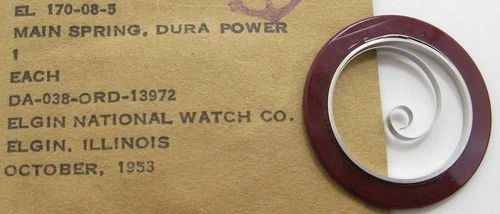 EL 170-08-5
MAIN SPRING, DURA POWER
1
EACH
DA-038-ORD-13972
ELGIN NATIONAL WATCH CO.
ELGIN, ILLINOIS
OCTOBER, 1953